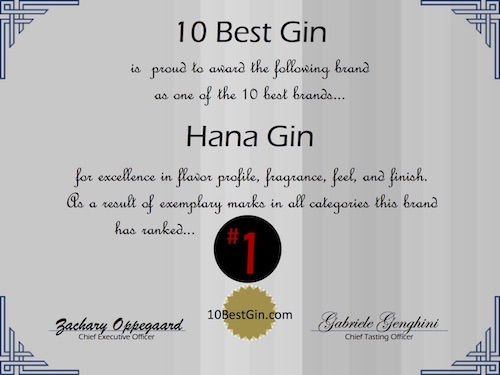 10 Best Gin
is proud to award the following brand
as one of the 10 best brands...
Hana Gin
for excellence in flavor profile, fragrance, feel, and finish.
As a result of exemplary marks in all categories this brand
has ranked...
#1
10BestGin.com
Zachary Oppegaard
Chief Executive Officer
Gabriele Genghini
Chief Tasting Officer